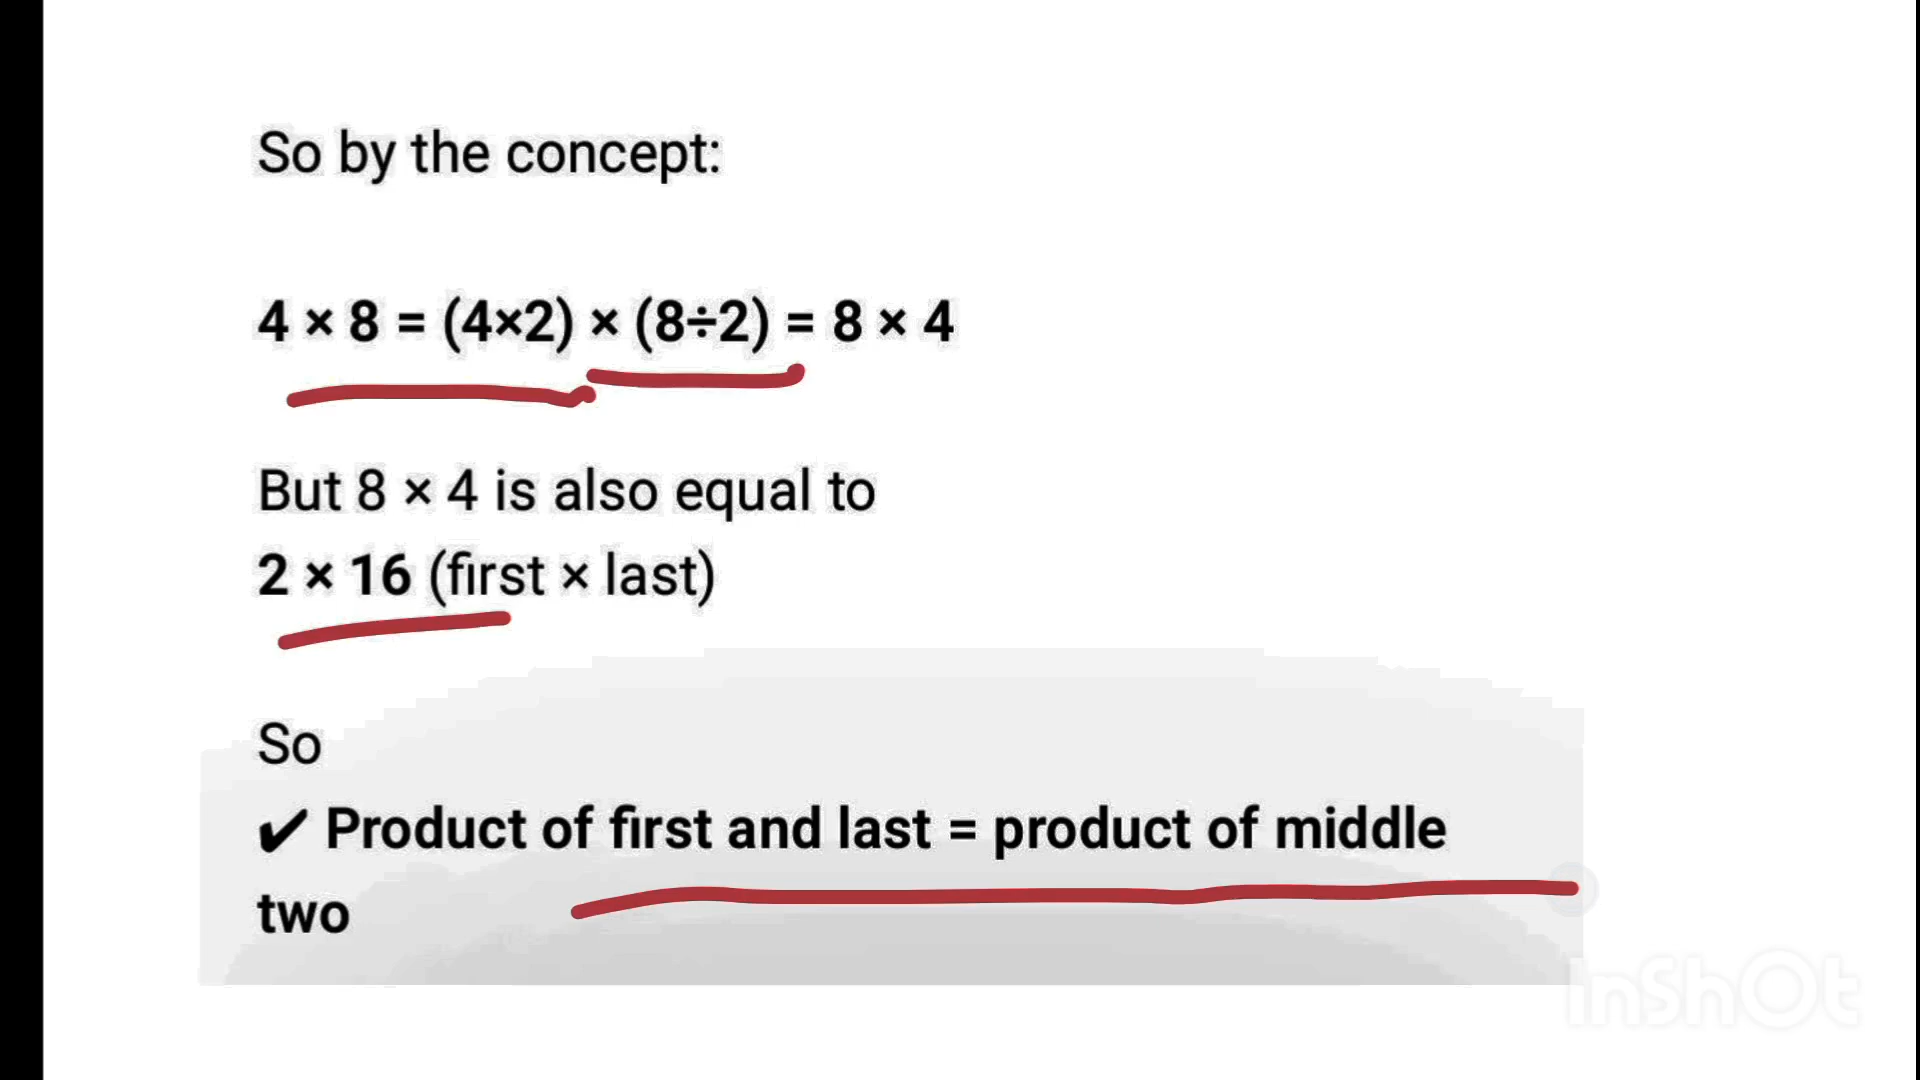 So by the concept:
4 × 8 = (4×2) × (8÷2) = 8 × 4
But 8 × 4 is also equal to
2 × 16 (first × last)
So
✔ Product of first and last = product of middle
two
InShOt